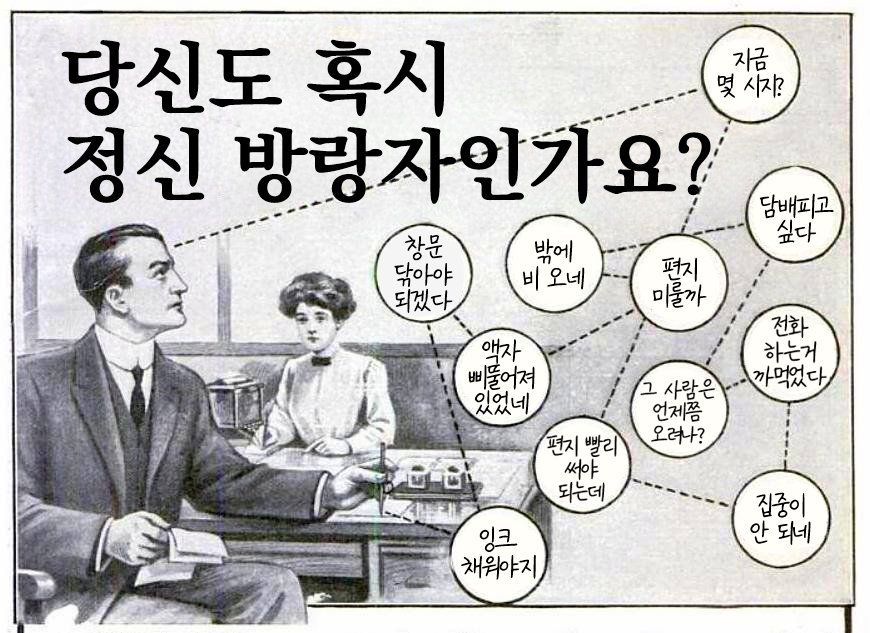 당신도 혹시
정신 방랑자인가요?
지금
몇 시지?
담배피고
싶다
창문
닦아야
되겠다
밖에
비 오네
편지
미룰까
액자
삐뚤어져
있었네
전화
하는거
까먹었다
그 사람은
언제쯤
오려나?
편지 빨리
써야
되는데
집중이
안 되네
잉크
채워야지